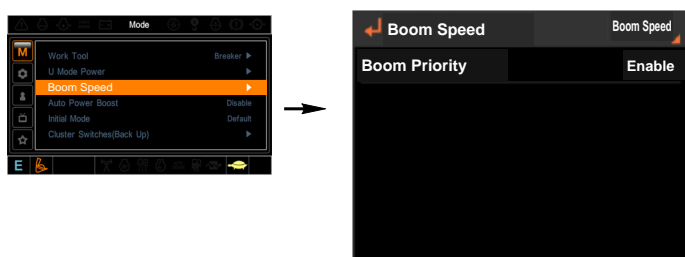 Mode
M
Work Tool Breaker
U Mode Power
Boom Speed
Auto Power Boost Disable
Initial Mode Default
Cluster Switches(Back Up)
E
Boom Speed Boom Speed
Boom Priority Enable